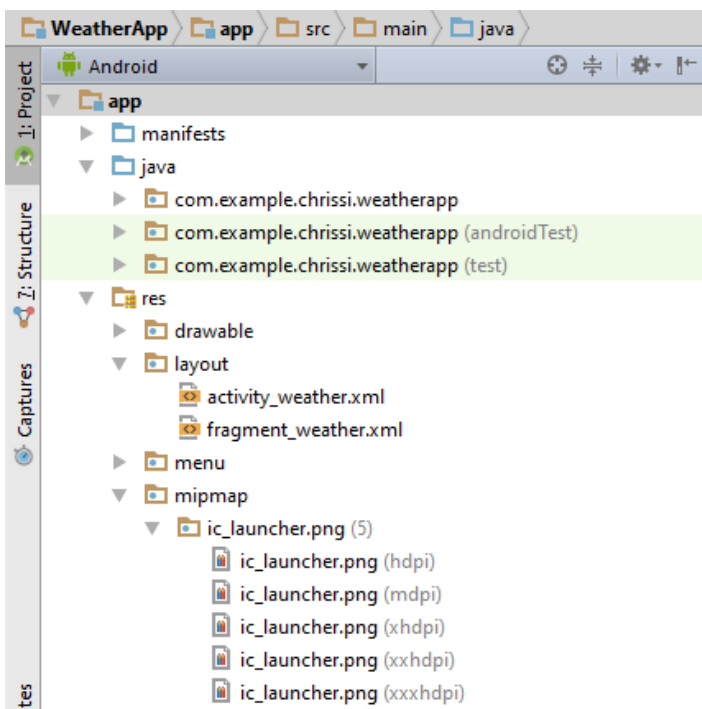 WeatherApp app src main java
Android
1: Project
app
manifests
java
com.example.chrissi.weatherapp
com.example.chrissi.weatherapp (androidTest)
com.example.chrissi.weatherapp (test)
7: Structure
res
drawable
layout
Captures
activity_weather.xml
fragment_weather.xml
menu
mipmap
ic_launcher.png (5)
ic_launcher.png (hdpi)
ic_launcher.png (mdpi)
ic_launcher.png (xhdpi)
ic_launcher.png (xxhdpi)
ic_launcher.png (xxxhdpi)